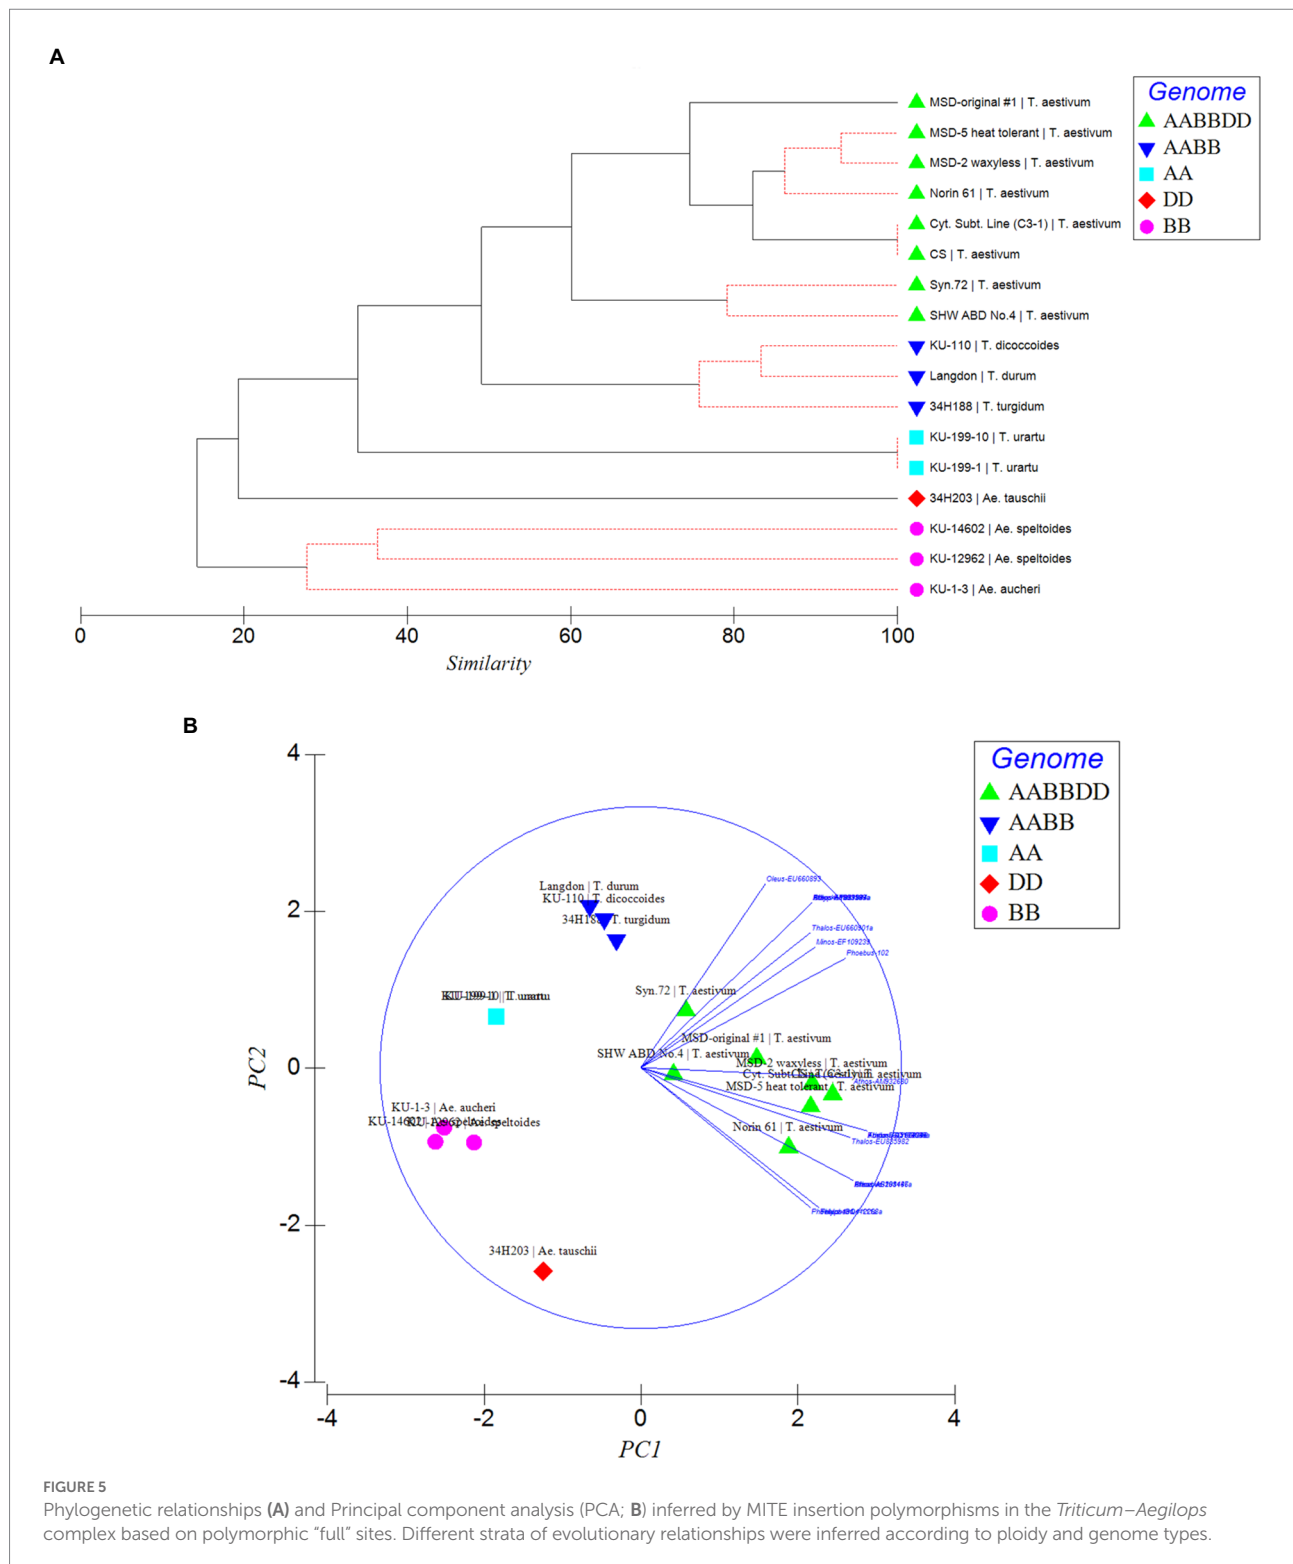 A
MSD-original #1 | T. aestivum
MSD-5 heat tolerant | T. aestivum
MSD-2 waxyless | T. aestivum
Norin 61 | T. aestivum
Cyt. Subt. Line (C3-1) | T. aestivum
CS | T. aestivum
Syn.72 | T. aestivum
SHW ABD No.4 | T. aestivum
KU-110 | T. dicoccoides
Langdon | T. durum
34H188 | T. turgidum
KU-199-10 | T. urartu
KU-199-1 | T. urartu
34H203 | Ae. tauschii
KU-14602 | Ae. speltoides
KU-12962 | Ae. speltoides
KU-1-3 | Ae. aucheri
Genome
AABBDD
AABB
AA
DD
BB
0 20 40 60 80 100
Similarity
B
Genome
AABBDD
AABB
AA
DD
BB
4
2
0
-2
-4
PC2
Langdon | T. durum
KU-110 | T. dicoccoides
34H188 | T. turgidum
Oleus-EU660893
Thalos-EU660901a
Minos-EF109239
Phoebus-102
Syn.72 | T. aestivum
MSD-original #1 | T. aestivum
SHW ABD No.4 | T. aestivum
MSD-2 waxyless | T. aestivum
Athos-AM932680
MSD-5 heat tolerant | T. aestivum
KU-1-3 | Ae. aucheri
Norin 61 | T. aestivum
Thalos-EU835982
34H203 | Ae. tauschii
-4 -2 0 2 4
PC1
FIGURE 5
Phylogenetic relationships (A) and Principal component analysis (PCA; B) inferred by MITE insertion polymorphisms in the Triticum–Aegilops
complex based on polymorphic “full” sites. Different strata of evolutionary relationships were inferred according to ploidy and genome types.